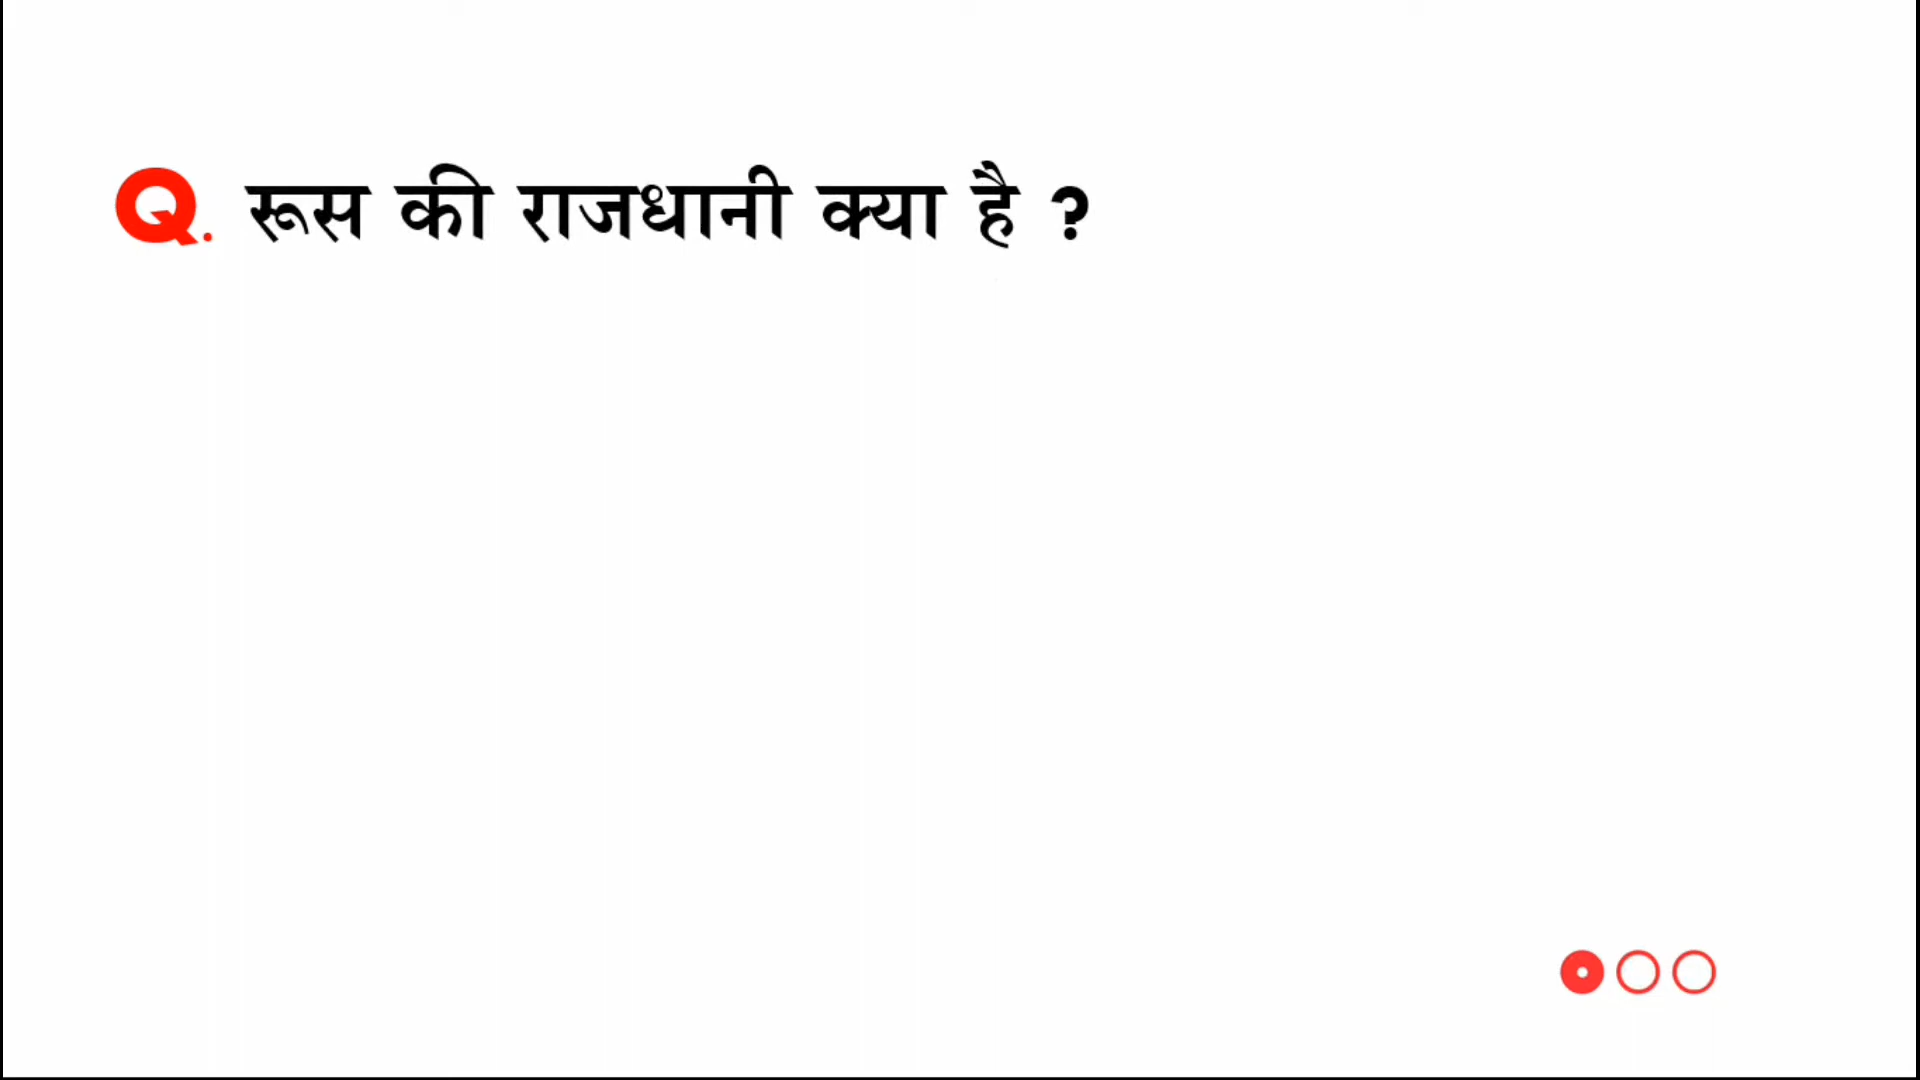 Q. रूस की राजधानी क्या है ?